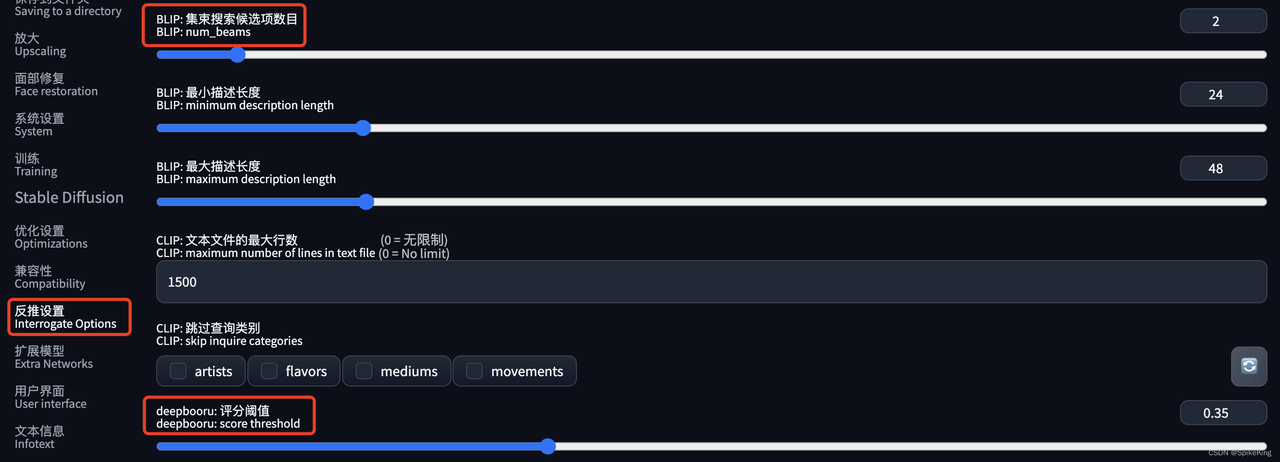 保存到文件夹
Saving to a directory
放大
Upscaling
面部修复
Face restoration
系统设置
System
训练
Training
Stable Diffusion
优化设置
Optimizations
兼容性
Compatibility
反推设置
Interrogate Options
扩展模型
Extra Networks
用户界面
User interface
文本信息
Infotext
BLIP: 集束搜索候选项数目
BLIP: num_beams
2
BLIP: 最小描述长度
BLIP: minimum description length
24
BLIP: 最大描述长度
BLIP: maximum description length
48
CLIP: 文本文件的最大行数 (0 = 无限制)
CLIP: maximum number of lines in text file (0 = No limit)
1500
CLIP: 跳过查询类别
CLIP: skip inquire categories
artists flavors mediums movements
deepbooru: 评分阈值
deepbooru: score threshold
0.35
CSDN @SpikeKing